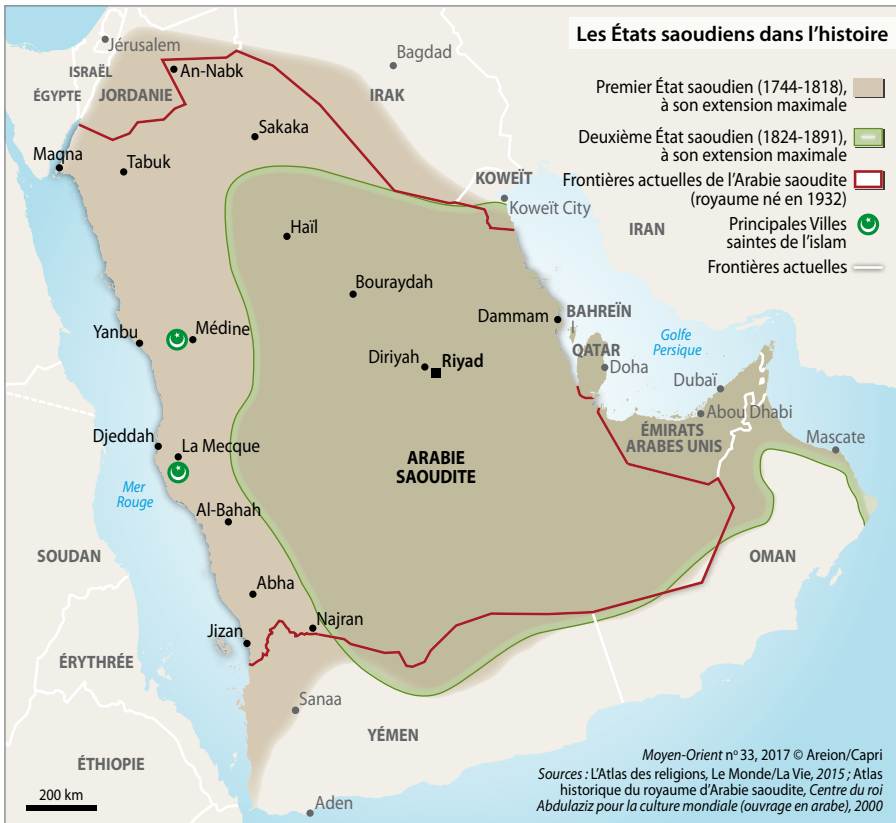 Les États saoudiens dans l'histoire
Premier État saoudien (1744-1818),
à son extension maximale
Deuxième État saoudien (1824-1891),
à son extension maximale
Frontières actuelles de l'Arabie saoudite
(royaume né en 1932)
Principales Villes
saintes de l'islam
Frontières actuelles
Jérusalem
ISRAËL
ÉGYPTE
JORDANIE
An-Nabk
Bagdad
IRAK
Sakaka
Maqna
Tabuk
KOWEÏT
Koweït City
IRAN
Haïl
Bouraydah
Dammam
BAHREÏN
Golfe
Persique
Yanbu
Médine
Diriyah
Riyad
QATAR
Doha
Dubaï
Abou Dhabi
ÉMIRATS
ARABES UNIS
Mascate
Djeddah
La Mecque
ARABIE
SAOUDITE
Mer
Rouge
Al-Bahah
SOUDAN
OMAN
Abha
Jizan
Najran
ÉRYTHRÉE
Sanaa
YÉMEN
ÉTHIOPIE
Aden
200 km
Moyen-Orient nº 33, 2017 © Areion/Capri
Sources : L'Atlas des religions, Le Monde/La Vie, 2015 ; Atlas
historique du royaume d'Arabie saoudite, Centre du roi
Abdulaziz pour la culture mondiale (ouvrage en arabe), 2000